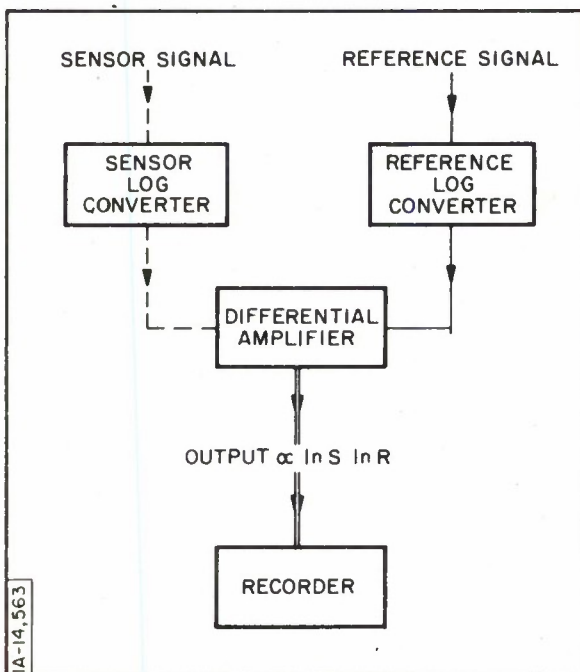 SENSOR SIGNAL
REFERENCE SIGNAL
SENSOR
LOG
CONVERTER
REFERENCE
LOG
CONVERTER
DIFFERENTIAL
AMPLIFIER
OUTPUT ∝ ln S ln R
RECORDER
IA-14,563